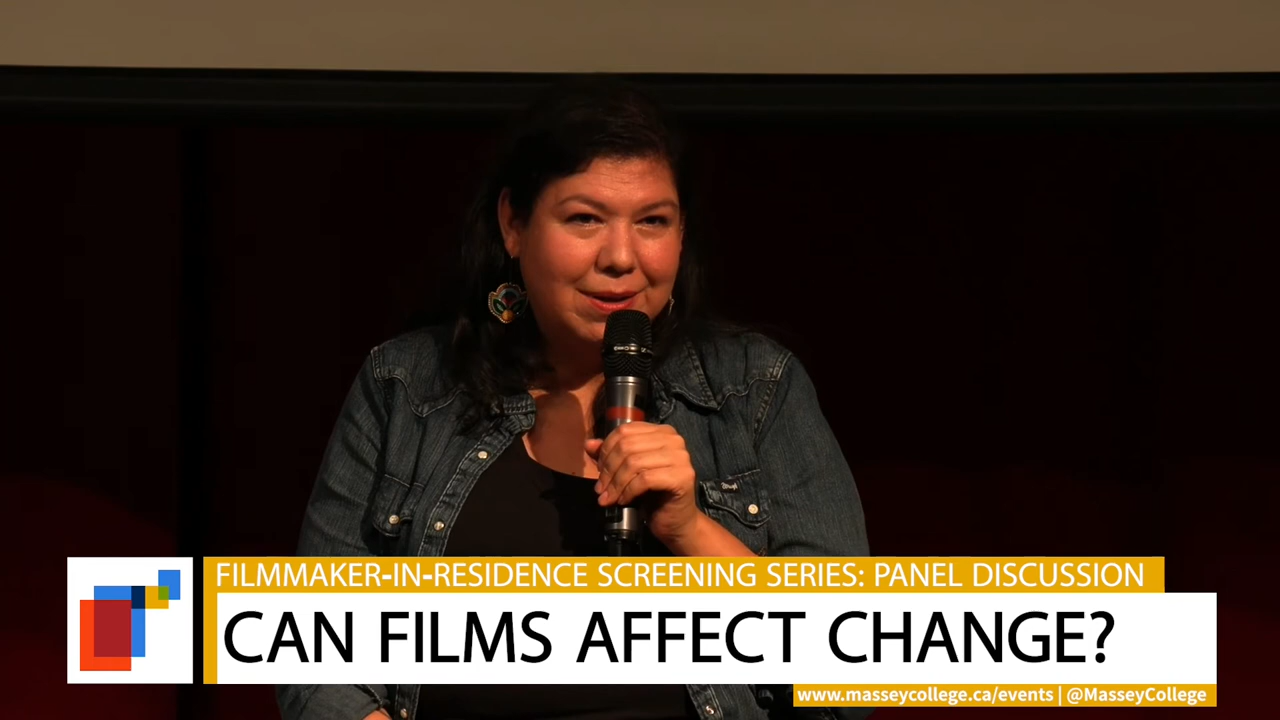 FILMMAKER-IN-RESIDENCE SCREENING SERIES: PANEL DISCUSSION
CAN FILMS AFFECT CHANGE?
www.masseycollege.ca/events | @MasseyCollege